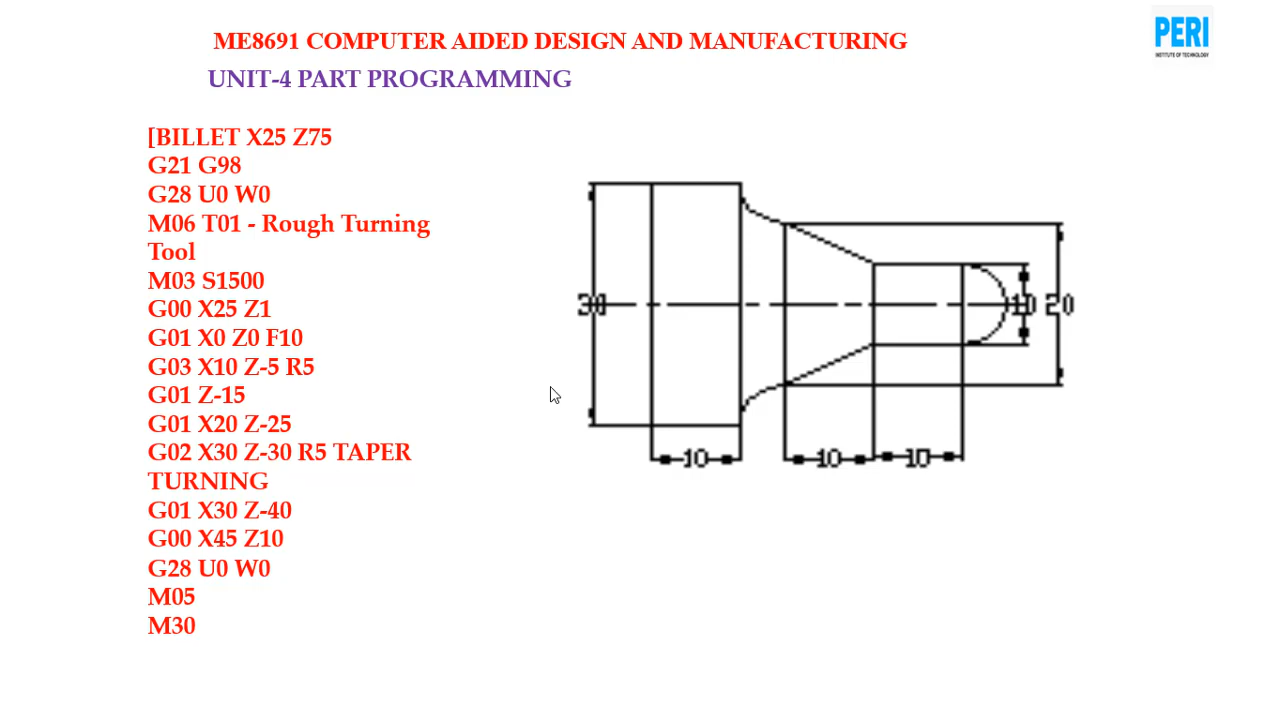 ME8691 COMPUTER AIDED DESIGN AND MANUFACTURING
PERI
INSTITUTE OF TECHNOLOGY
UNIT-4 PART PROGRAMMING
[BILLET X25 Z75
G21 G98
G28 U0 W0
M06 T01 - Rough Turning
Tool
M03 S1500
G00 X25 Z1
G01 X0 Z0 F10
G03 X10 Z-5 R5
G01 Z-15
G01 X20 Z-25
G02 X30 Z-30 R5 TAPER
TURNING
G01 X30 Z-40
G00 X45 Z10
G28 U0 W0
M05
M30
30
10
20
10
10
10